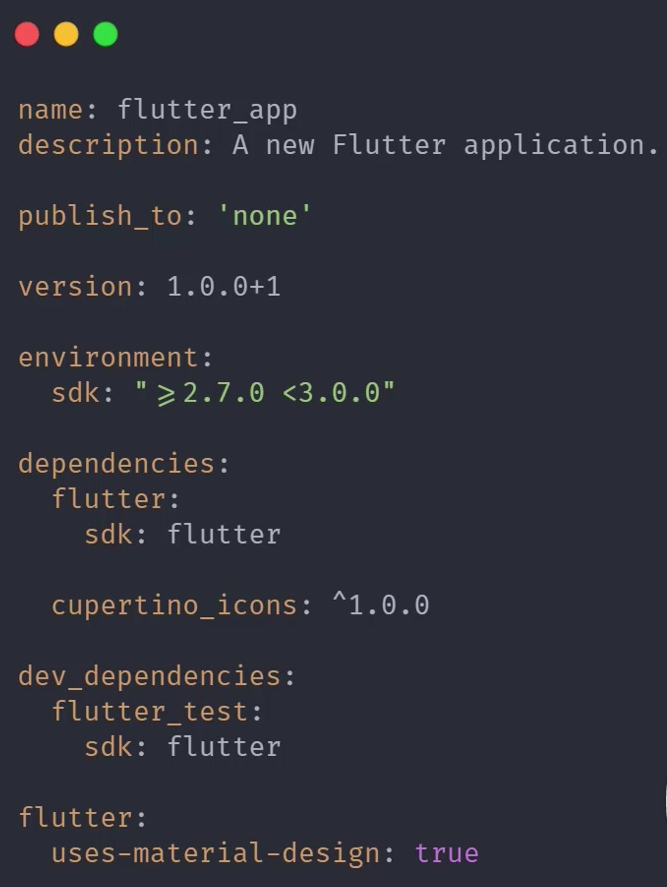 name: flutter_app
description: A new Flutter application.

publish_to: 'none'

version: 1.0.0+1

environment:
  sdk: ">=2.7.0 <3.0.0"

dependencies:
  flutter:
    sdk: flutter

  cupertino_icons: ^1.0.0

dev_dependencies:
  flutter_test:
    sdk: flutter

flutter:
  uses-material-design: true